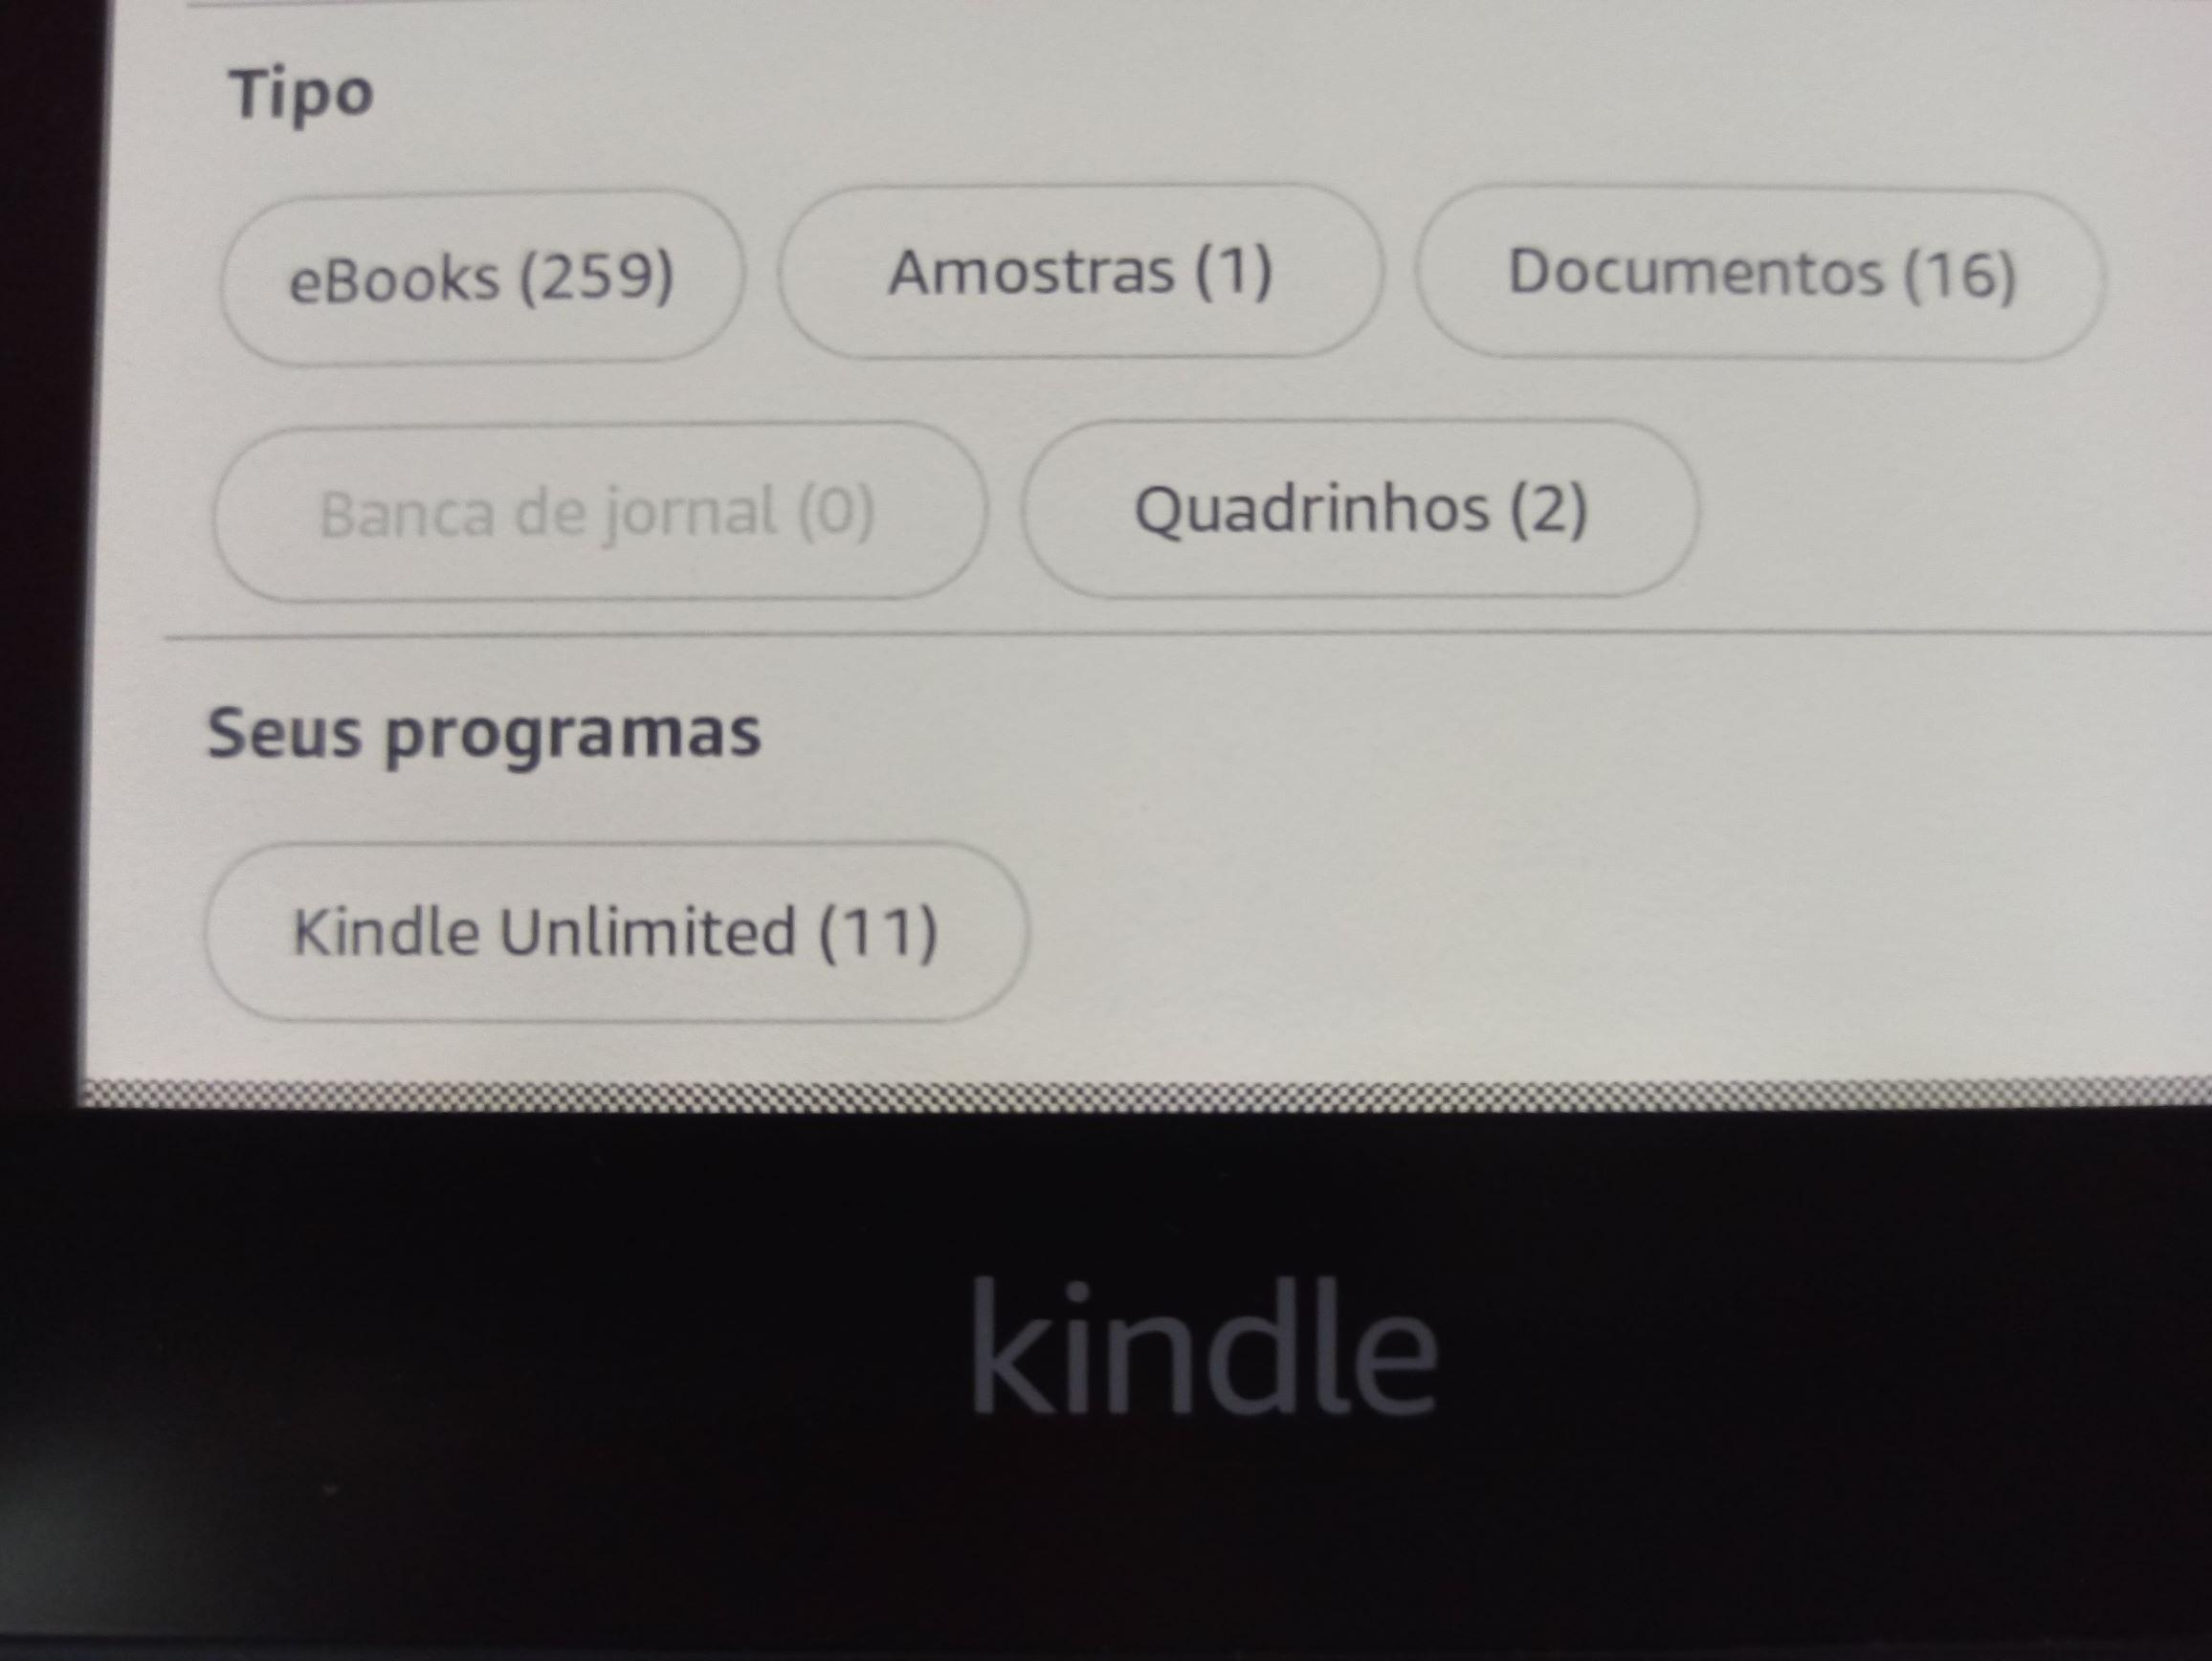 Tipo
eBooks (259) Amostras (1) Documentos (16)
Banca de jornal (0) Quadrinhos (2)
Seus programas
Kindle Unlimited (11)
kindle